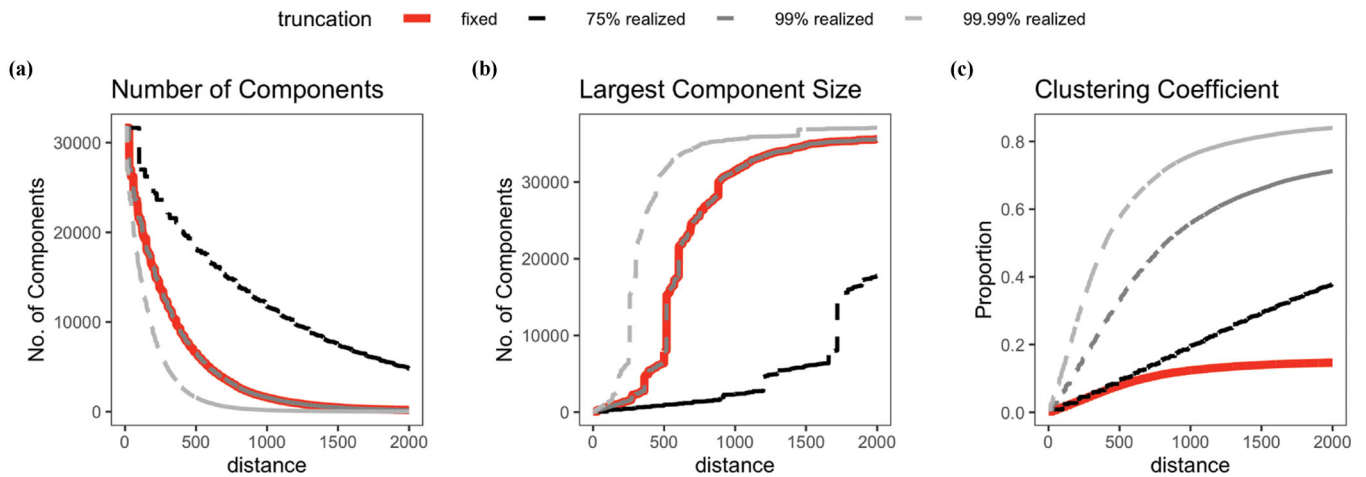 truncation fixed 75% realized 99% realized 99.99% realized
(a) Number of Components
No. of Components
30000
20000
10000
0
0 500 1000 1500 2000
distance
(b) Largest Component Size
No. of Components
30000
20000
10000
0
0 500 1000 1500 2000
distance
(c) Clustering Coefficient
Proportion
0.8
0.6
0.4
0.2
0.0
0 500 1000 1500 2000
distance